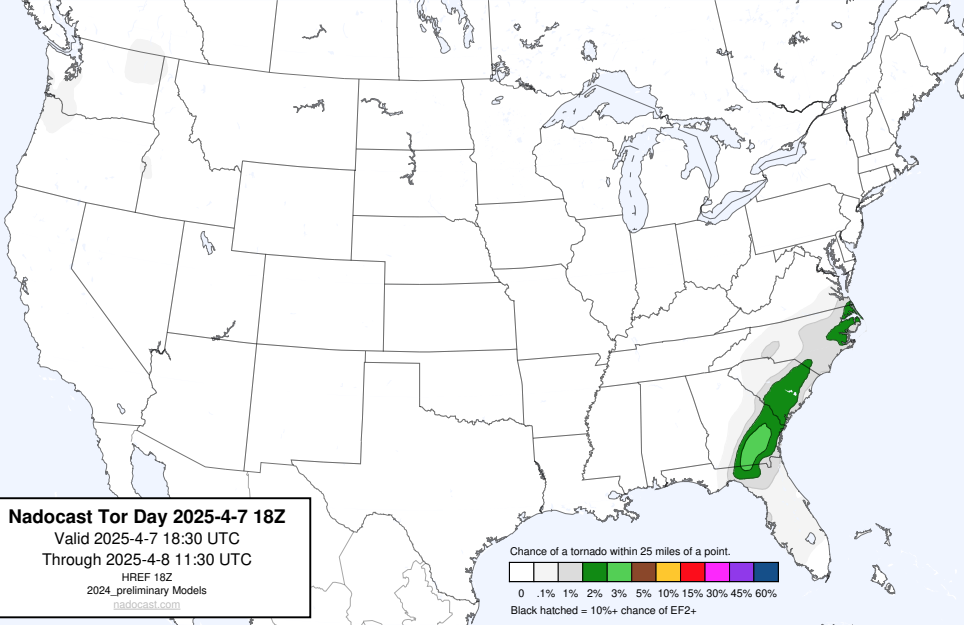 Nadocast Tor Day 2025-4-7 18Z
Valid 2025-4-7 18:30 UTC
Through 2025-4-8 11:30 UTC
HREF 18Z
2024_preliminary Models
nadocast.com
Chance of a tornado within 25 miles of a point.
0 .1% 1% 2% 3% 5% 10% 15% 30% 45% 60%
Black hatched = 10%+ chance of EF2+